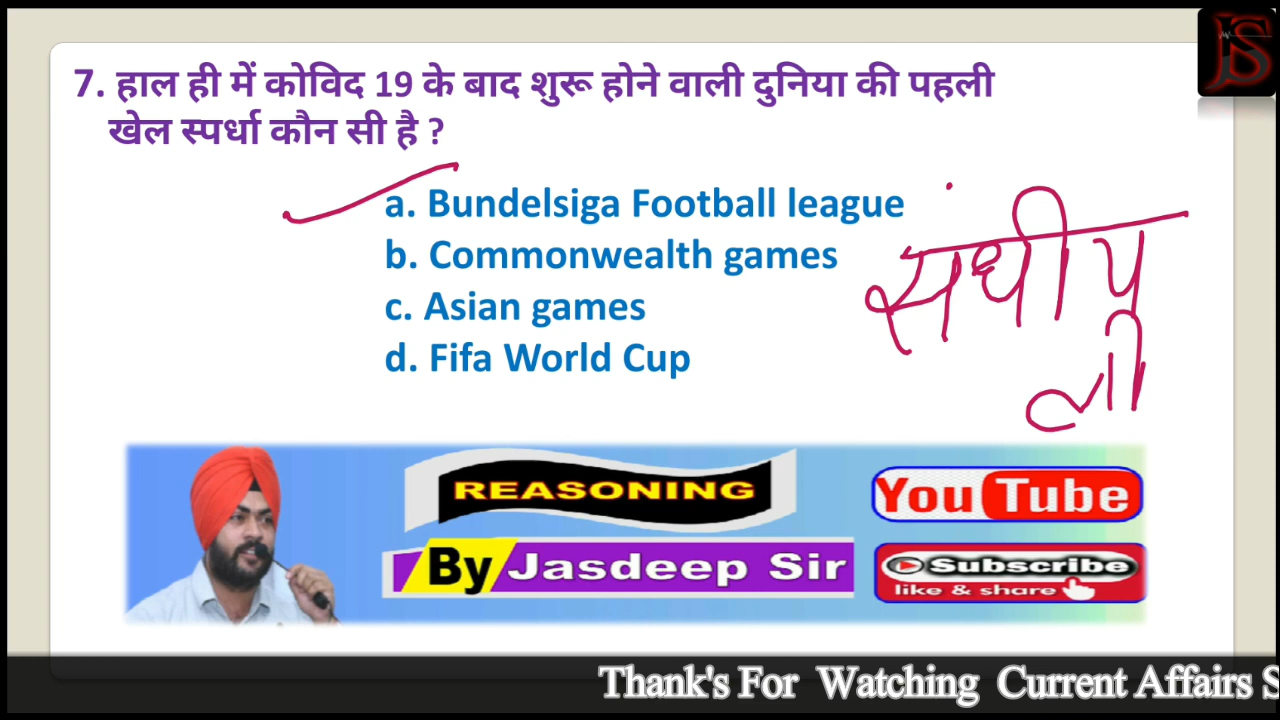 7. हाल ही में कोविद 19 के बाद शुरू होने वाली दुनिया की पहली
खेल स्पर्धा कौन सी है ?
a. Bundelsiga Football league
b. Commonwealth games
c. Asian games
d. Fifa World Cup
JS
REASONING
By Jasdeep Sir
YouTube
Subscribe
like & share
Thank's For Watching Current Affairs S